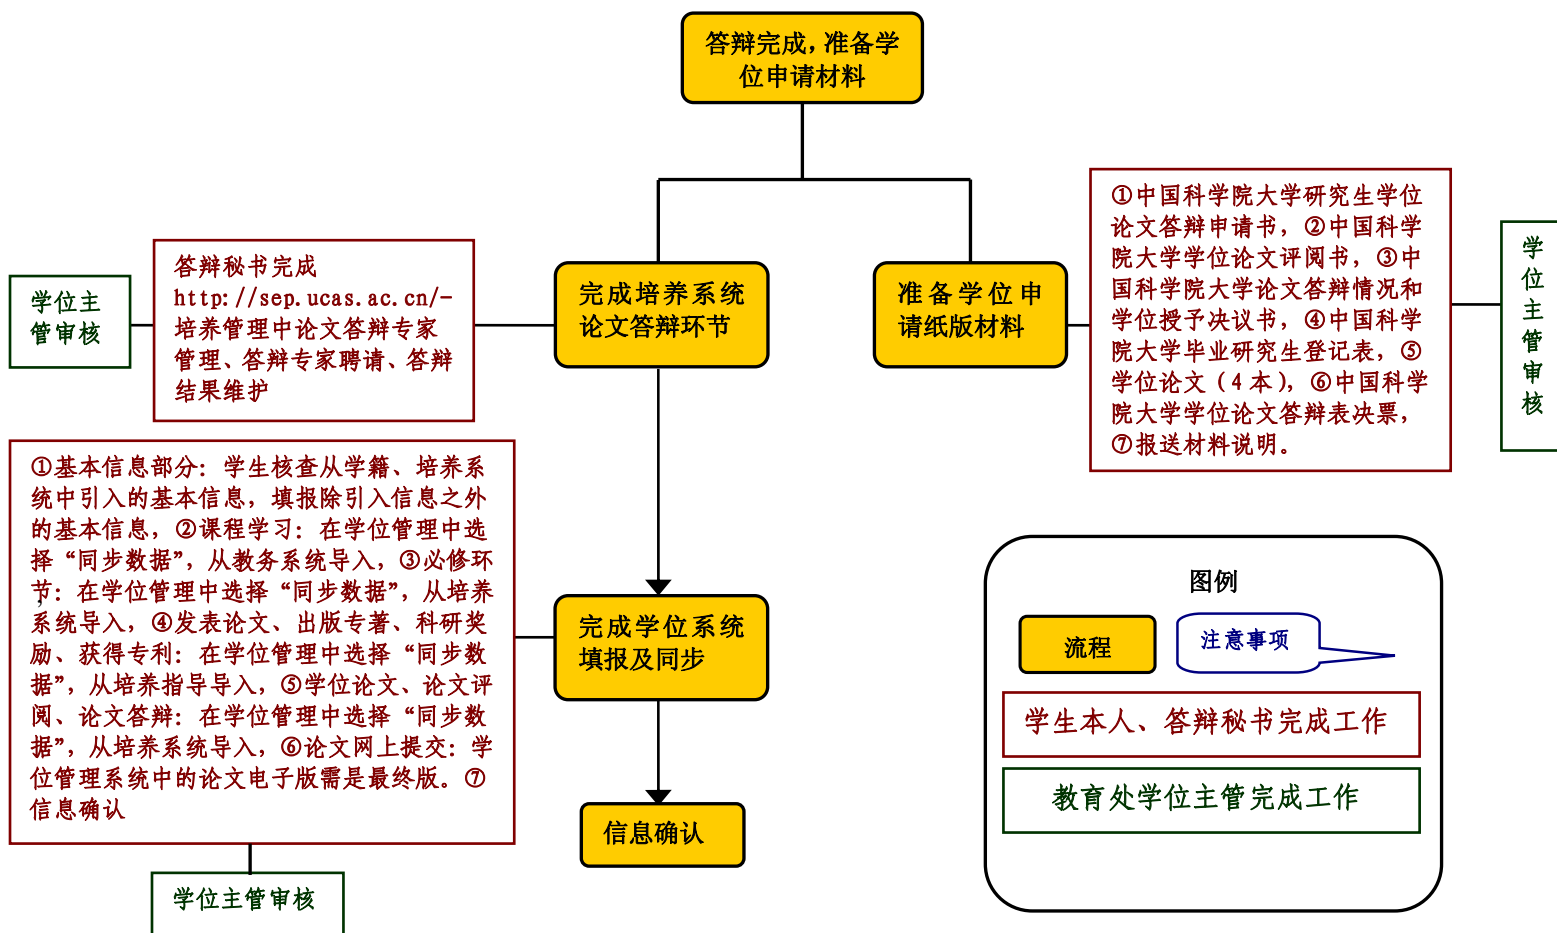 答辩完成，准备学
位申请材料
答辩秘书完成
http://sep.ucas.ac.cn/-
培养管理中论文答辩专家
管理、答辩专家聘请、答辩
结果维护
学位主
管审核
完成培养系统
论文答辩环节
准备学位申
请纸版材料
①中国科学院大学研究生学位
论文答辩申请书，②中国科学
院大学学位论文评阅书，③中
国科学院大学论文答辩情况和
学位授予决议书，④中国科学
院大学毕业研究生登记表，⑤
学位论文（4本），⑥中国科学
院大学学位论文答辩表决票，
⑦报送材料说明。
学
位
主
管
审
核
①基本信息部分：学生核查从学籍、培养系
统中引入的基本信息，填报除引入信息之外
的基本信息，②课程学习：在学位管理中选
择“同步数据”，从教务系统导入，③必修环
节：在学位管理中选择“同步数据”，从培养
系统导入，④发表论文、出版专著、科研奖
励、获得专利：在学位管理中选择“同步数
据”，从培养指导导入，⑤学位论文、论文评
阅、论文答辩：在学位管理中选择“同步数
据”，从培养系统导入，⑥论文网上提交：学
位管理系统中的论文电子版需是最终版。⑦
信息确认
完成学位系统
填报及同步
信息确认
学位主管审核
图例
流程
注意事项
学生本人、答辩秘书完成工作
教育处学位主管完成工作